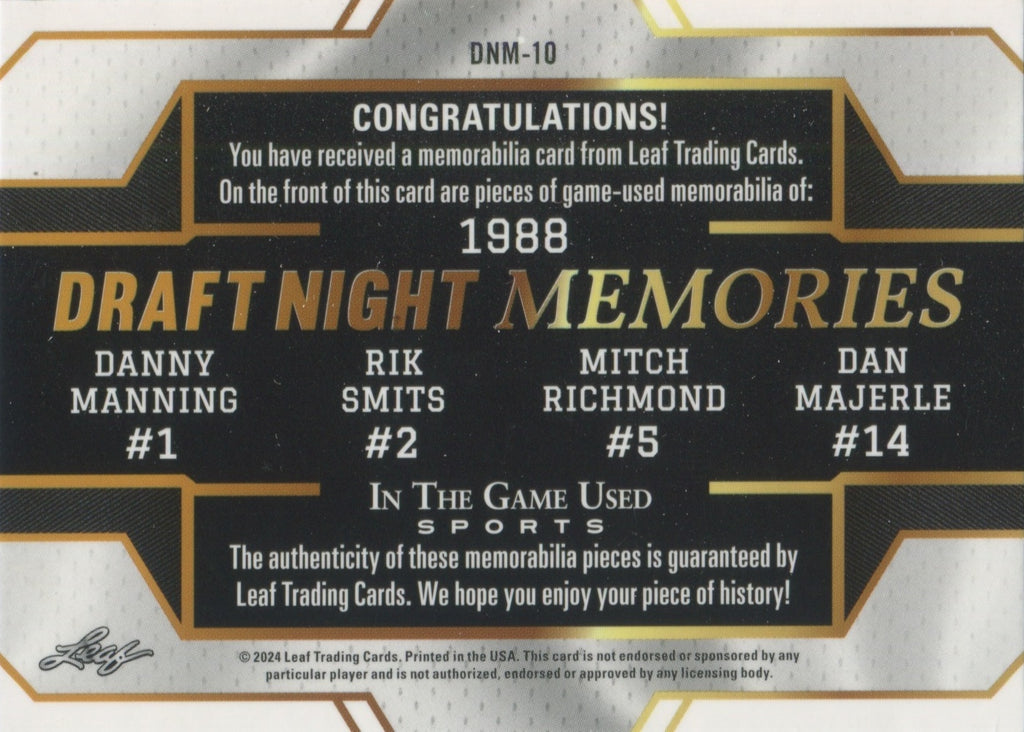 DNM-10
CONGRATULATIONS!
You have received a memorabilia card from Leaf Trading Cards.
On the front of this card are pieces of game-used memorabilia of:
1988
DRAFT NIGHT MEMORIES
DANNY MANNING #1
RIK SMITS #2
MITCH RICHMOND #5
DAN MAJERLE #14
IN THE GAME USED
SPORTS
The authenticity of these memorabilia pieces is guaranteed by
Leaf Trading Cards. We hope you enjoy your piece of history!
Leaf
© 2024 Leaf Trading Cards. Printed in the USA. This card is not endorsed or sponsored by any
particular player and is not authorized, endorsed or approved by any licensing body.